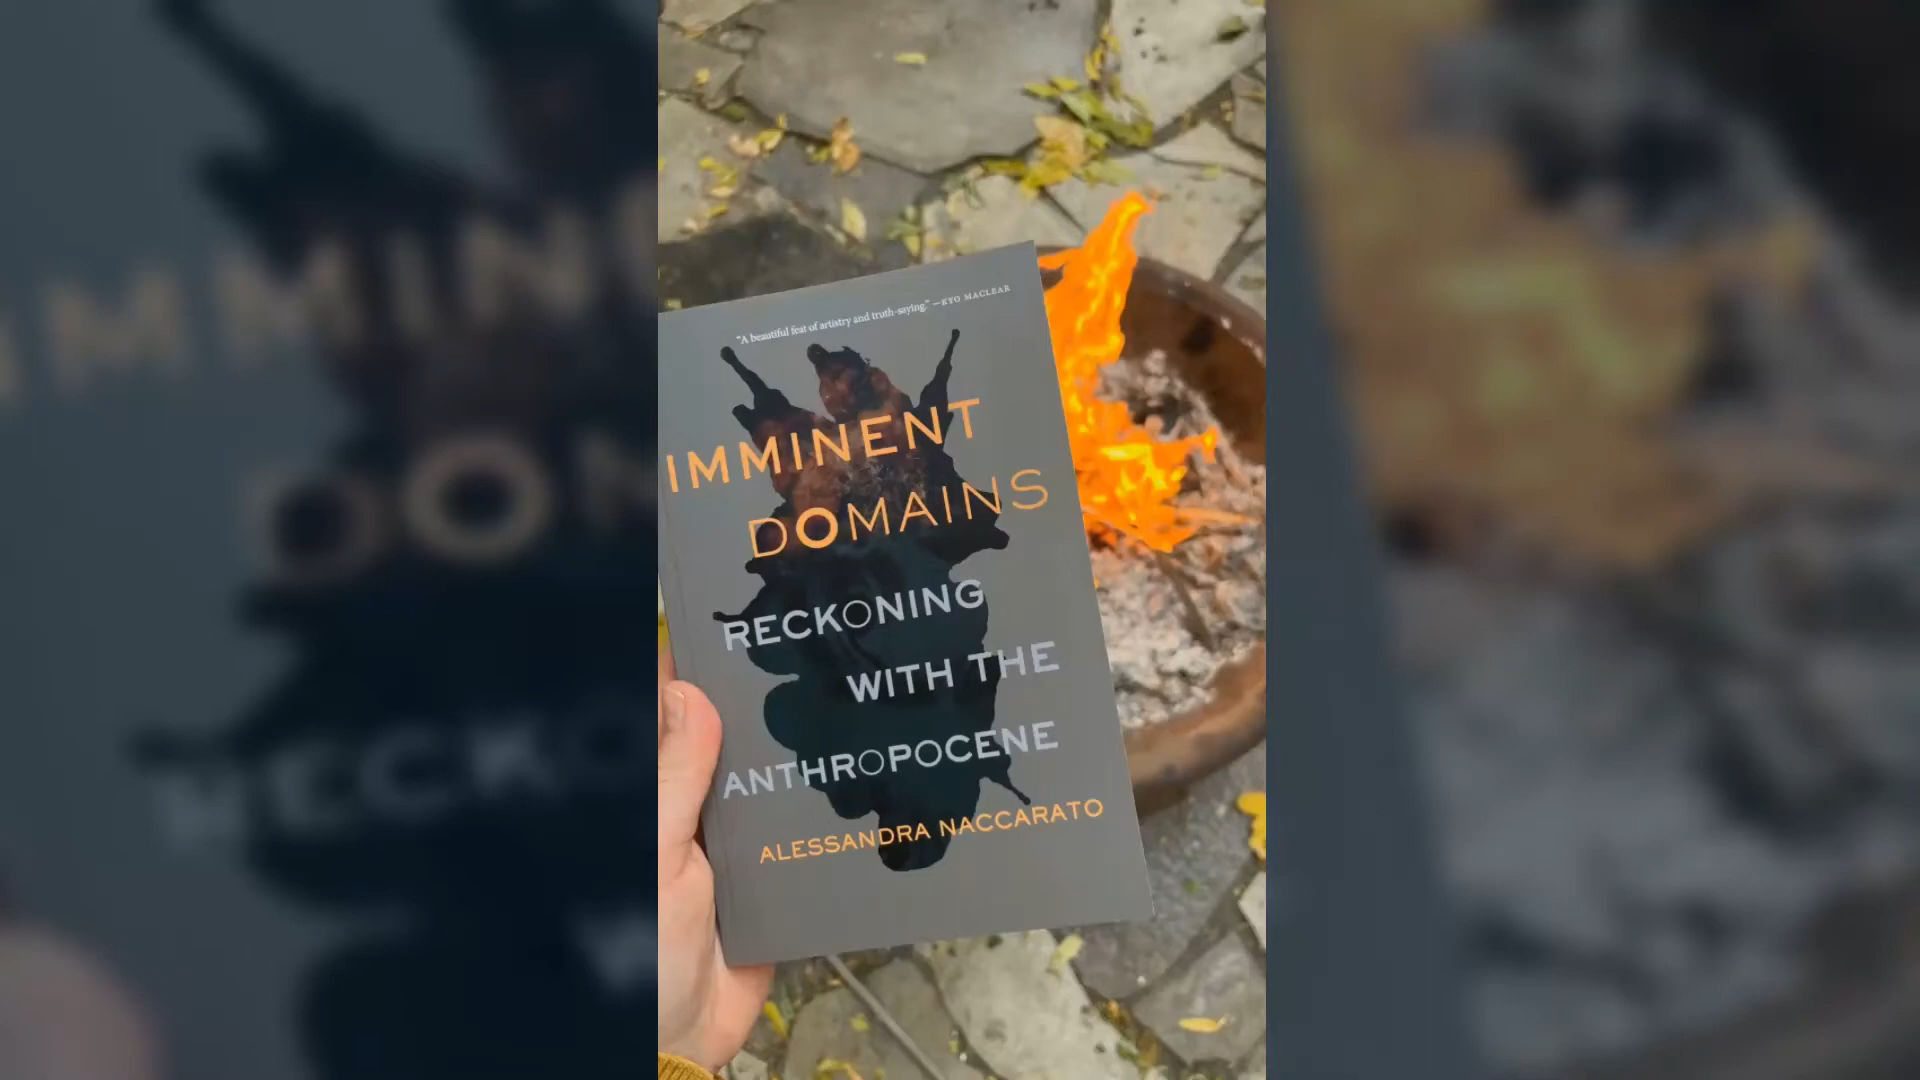 "A beautiful feat of artistry and truth-saying." —KYO MACLEAR
IMMINENT
DOMAINS
RECKONING
WITH THE
ANTHROPOCENE
ALESSANDRA NACCARATO